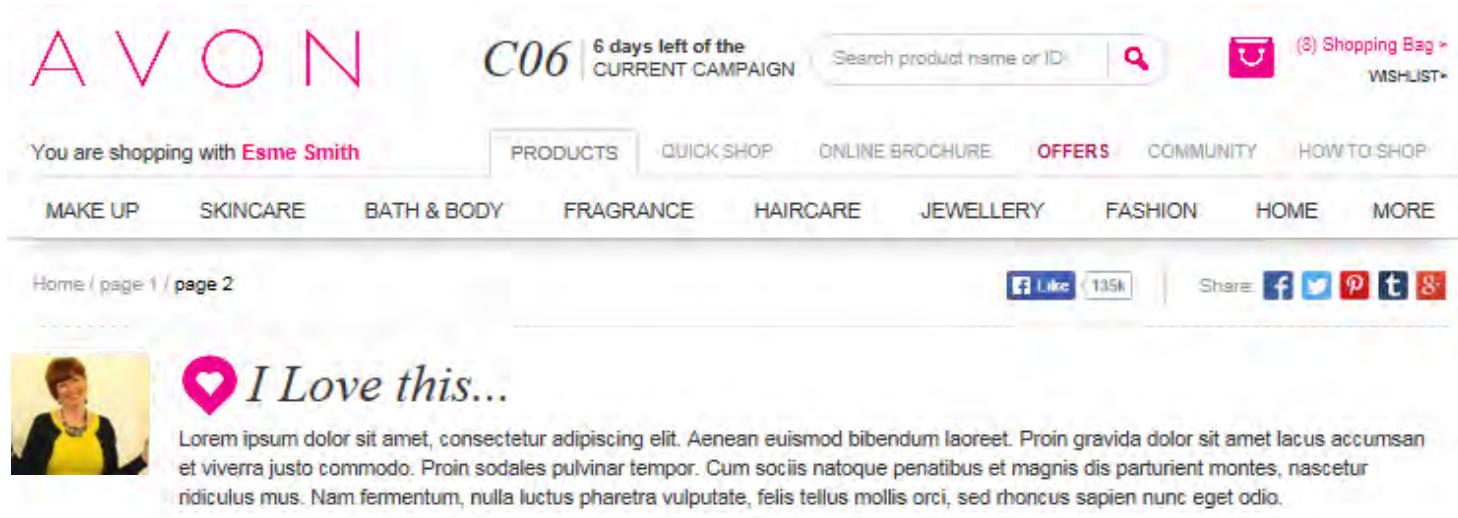 AVON
C06
6 days left of the
CURRENT CAMPAIGN
Search product name or ID
(3) Shopping Bag »
WISHLIST»
You are shopping with Esme Smith
PRODUCTS QUICK SHOP ONLINE BROCHURE OFFERS COMMUNITY HOW TO SHOP
MAKE UP SKINCARE BATH & BODY FRAGRANCE HAIRCARE JEWELLERY FASHION HOME MORE
Home / page 1 / page 2
Like 135k Share:
I Love this...
Lorem ipsum dolor sit amet, consectetur adipiscing elit. Aenean euismod bibendum laoreet. Proin gravida dolor sit amet lacus accumsan
et viverra justo commodo. Proin sodales pulvinar tempor. Cum sociis natoque penatibus et magnis dis parturient montes, nascetur
ridiculus mus. Nam fermentum, nulla luctus pharetra vulputate, felis tellus mollis orci, sed rhoncus sapien nunc eget odio.